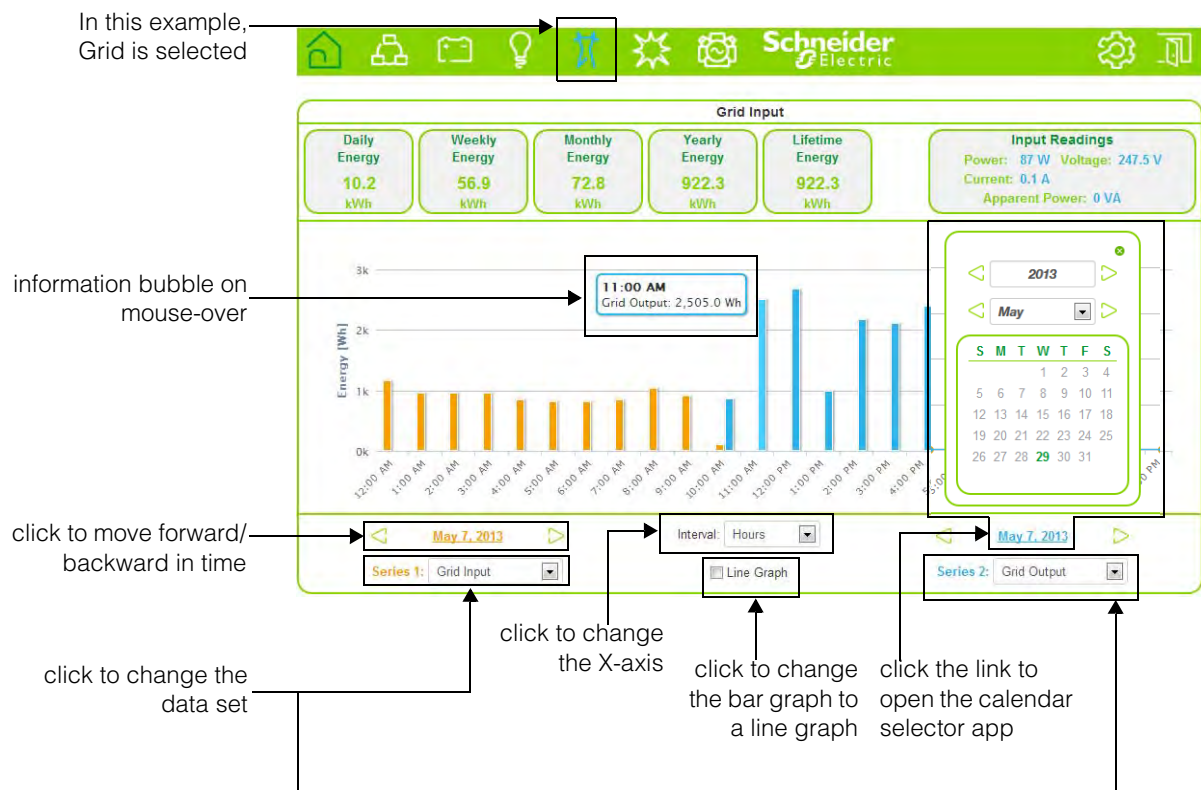 In this example,
Grid is selected
Schneider
Electric
Grid Input
Daily
Energy
10.2
kWh
Weekly
Energy
56.9
kWh
Monthly
Energy
72.8
kWh
Yearly
Energy
922.3
kWh
Lifetime
Energy
922.3
kWh
Input Readings
Power: 87 W Voltage: 247.5 V
Current: 0.1 A
Apparent Power: 0 VA
information bubble on
mouse-over
11:00 AM
Grid Output: 2,505.0 Wh
Energy [Wh]
3k
2k
1k
0k
12:00 AM
1:00 AM
2:00 AM
3:00 AM
4:00 AM
5:00 AM
6:00 AM
7:00 AM
8:00 AM
9:00 AM
10:00 AM
11:00 AM
12:00 PM
1:00 PM
2:00 PM
3:00 PM
4:00 PM
PM
2013
May
S M T W T F S
1 2 3 4
5 6 7 8 9 10 11
12 13 14 15 16 17 18
19 20 21 22 23 24 25
26 27 28 29 30 31
click to move forward/
backward in time
May 7, 2013
Interval: Hours
May 7, 2013
Series 1: Grid Input
Line Graph
Series 2: Grid Output
click to change
the X-axis
click to change the
data set
click to change
the bar graph to
a line graph
click the link to
open the calendar
selector app